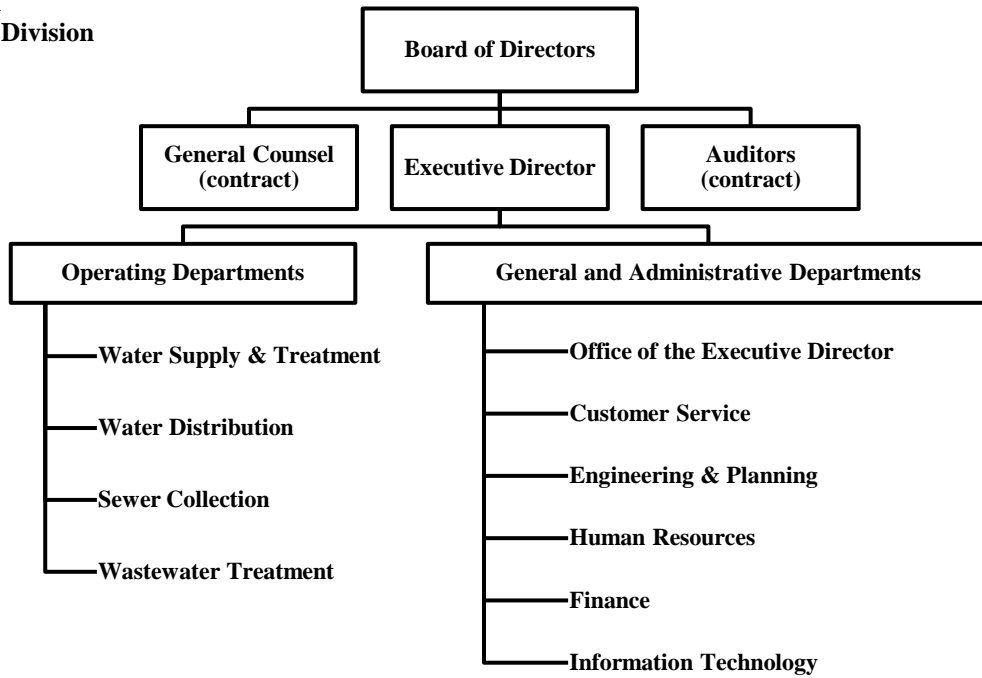 Division
Board of Directors
General Counsel
(contract)
Executive Director
Auditors
(contract)
Operating Departments
General and Administrative Departments
Water Supply & Treatment
Water Distribution
Sewer Collection
Wastewater Treatment
Office of the Executive Director
Customer Service
Engineering & Planning
Human Resources
Finance
Information Technology